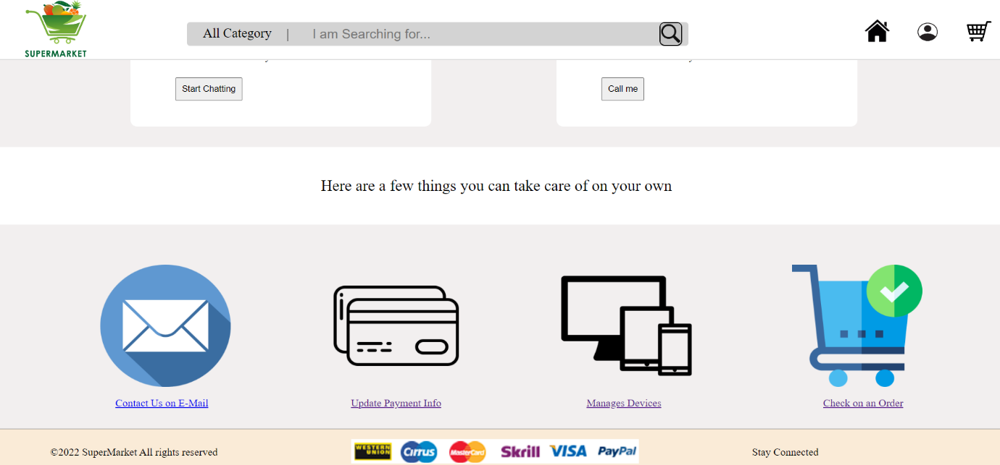 SUPERMARKET
All Category | I am Searching for...
Start Chatting
Call me
Here are a few things you can take care of on your own
Contact Us on E-Mail
Update Payment Info
Manages Devices
Check on an Order
©2022 SuperMarket All rights reserved
WESTERN UNION
Cirrus
MasterCard
Skrill
VISA
PayPal
Stay Connected